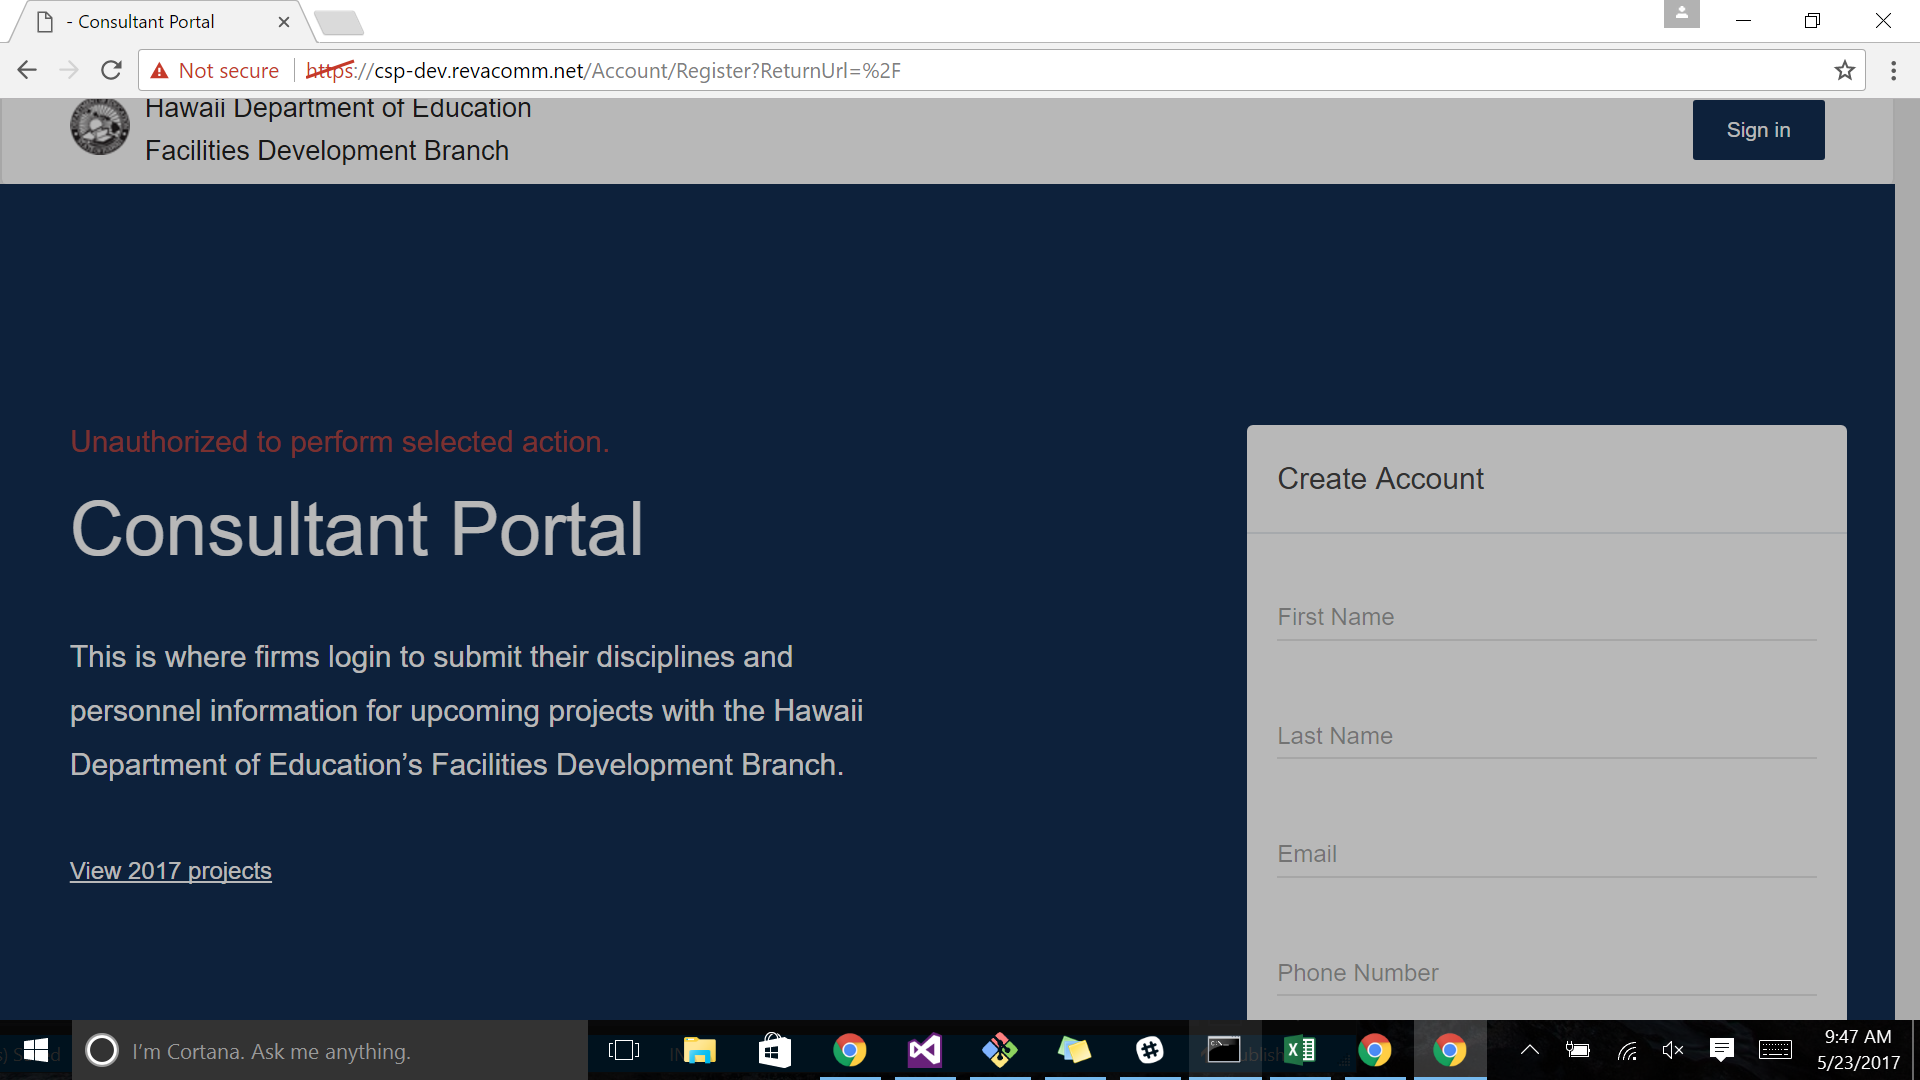 - Consultant Portal
Not secure
https://csp-dev.revacomm.net/Account/Register?ReturnUrl=%2F
Hawaii Department of Education
Facilities Development Branch
Sign in
Unauthorized to perform selected action.
Consultant Portal
This is where firms login to submit their disciplines and
personnel information for upcoming projects with the Hawaii
Department of Education’s Facilities Development Branch.
View 2017 projects
Create Account
First Name
Last Name
Email
Phone Number
I’m Cortana. Ask me anything.
9:47 AM
5/23/2017